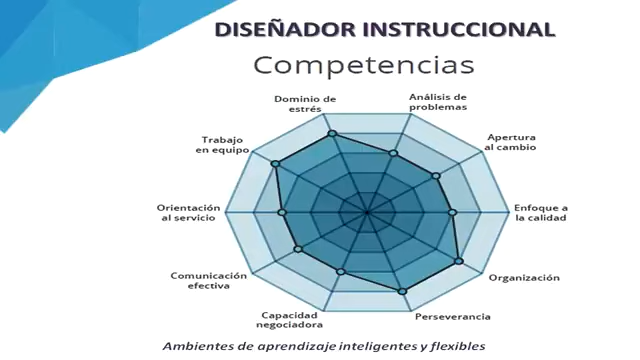 DISEÑADOR INSTRUCCIONAL
Competencias
Dominio de
estrés
Análisis de
problemas
Trabajo
en equipo
Apertura
al cambio
Orientación
al servicio
Enfoque a
la calidad
Comunicación
efectiva
Organización
Capacidad
negociadora
Perseverancia
Ambientes de aprendizaje inteligentes y flexibles